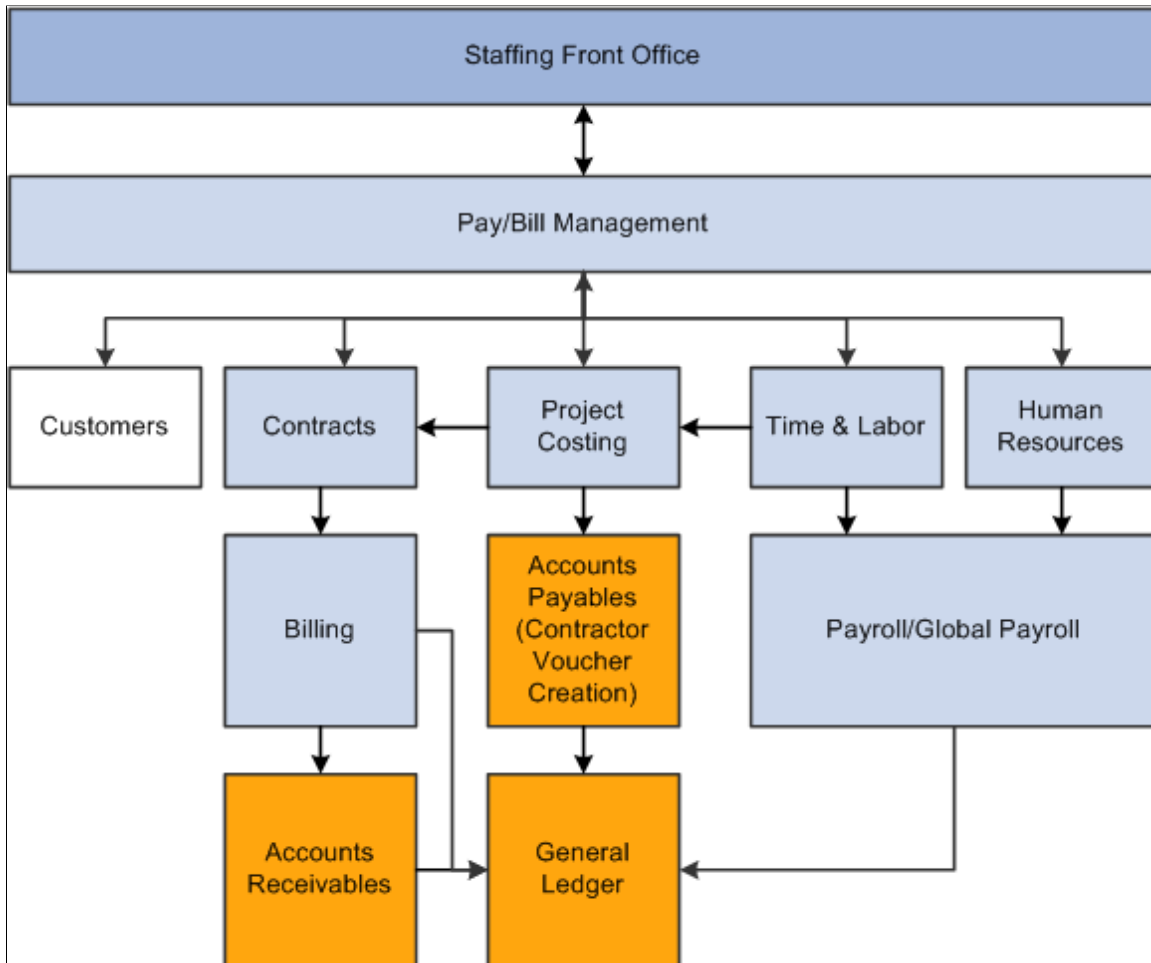 Staffing Front Office
Pay/Bill Management
Customers
Contracts
Project
Costing
Time & Labor
Human
Resources
Billing
Accounts
Payables
(Contractor
Voucher
Creation)
Payroll/Global Payroll
Accounts
Receivables
General
Ledger